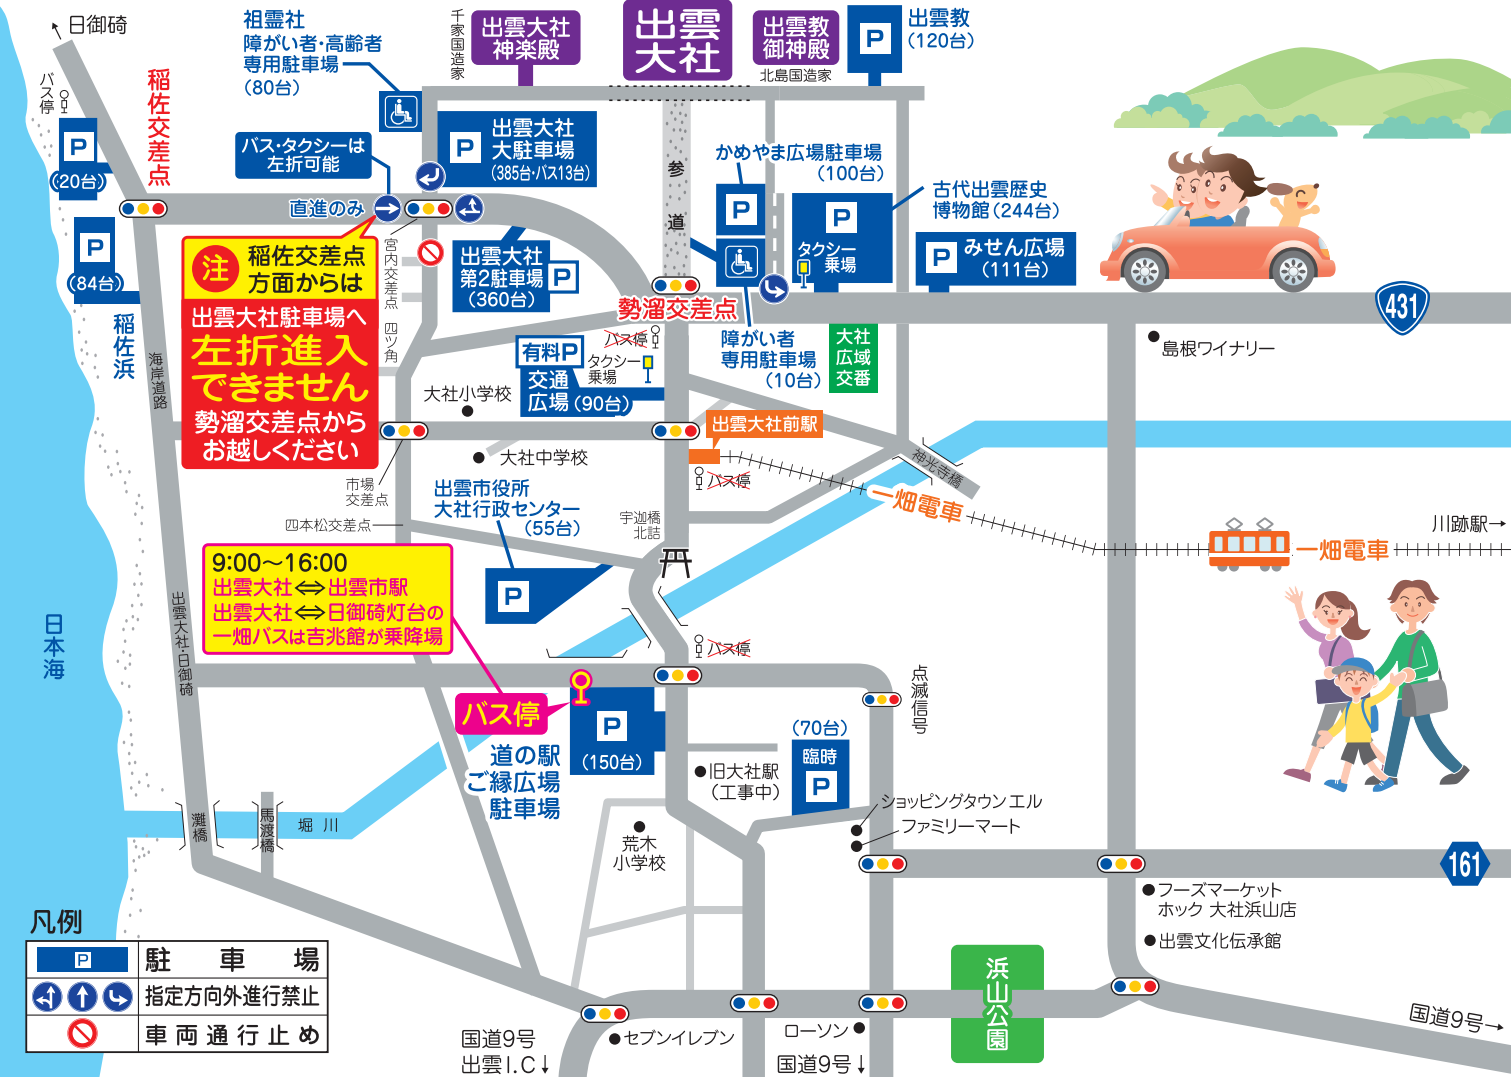 日御碕
バス停
P
(20台)
稲佐交差点
P
(84台)
稲佐浜
祖霊社
障がい者・高齢者
専用駐車場
(80台)
千家国造家
出雲大社
神楽殿
出雲
大社
出雲教
御神殿
北島国造家
P
出雲教
(120台)
バス・タクシーは
左折可能
直進のみ
P
出雲大社
大駐車場
(385台・バス13台)
参道
かめやま広場駐車場
(100台)
P
P
タクシー
乗場
古代出雲歴史
博物館(244台)
P
みせん広場
(111台)
431
島根ワイナリー
注
稲佐交差点
方面からは
出雲大社駐車場へ
左折進入
できません
勢溜交差点から
お越しください
宮内交差点
四ツ角
出雲大社
第2駐車場
(360台)
P
勢溜交差点
バス停
タクシー
乗場
有料P
交通
広場(90台)
障がい者
専用駐車場
(10台)
大社
広域
交番
海岸道路
大社小学校
出雲大社前駅
大社中学校
バス停
神光寺橋
一畑電車
市場
交差点
四本松交差点
出雲市役所
大社行政センター
(55台)
P
宇迦橋
北詰
川跡駅→
一畑電車
9:00〜16:00
出雲大社⇔出雲市駅
出雲大社⇔日御碕灯台の
一畑バスは吉兆館が乗降場
出雲大社・日御碕
日本海
バス停
バス停
P
(150台)
道の駅
ご縁広場
駐車場
点滅信号
(70台)
臨時
P
旧大社駅
(工事中)
ショッピングタウン エル
ファミリーマート
荒木
小学校
灘橋
馬渡橋
堀川
161
フーズマーケット
ホック 大社浜山店
出雲文化伝承館
浜山公園
凡例
P
駐車場
指定方向外進行禁止
車両通行止め
国道9号
出雲I.C↓
セブンイレブン
ローソン
国道9号↓
国道9号→